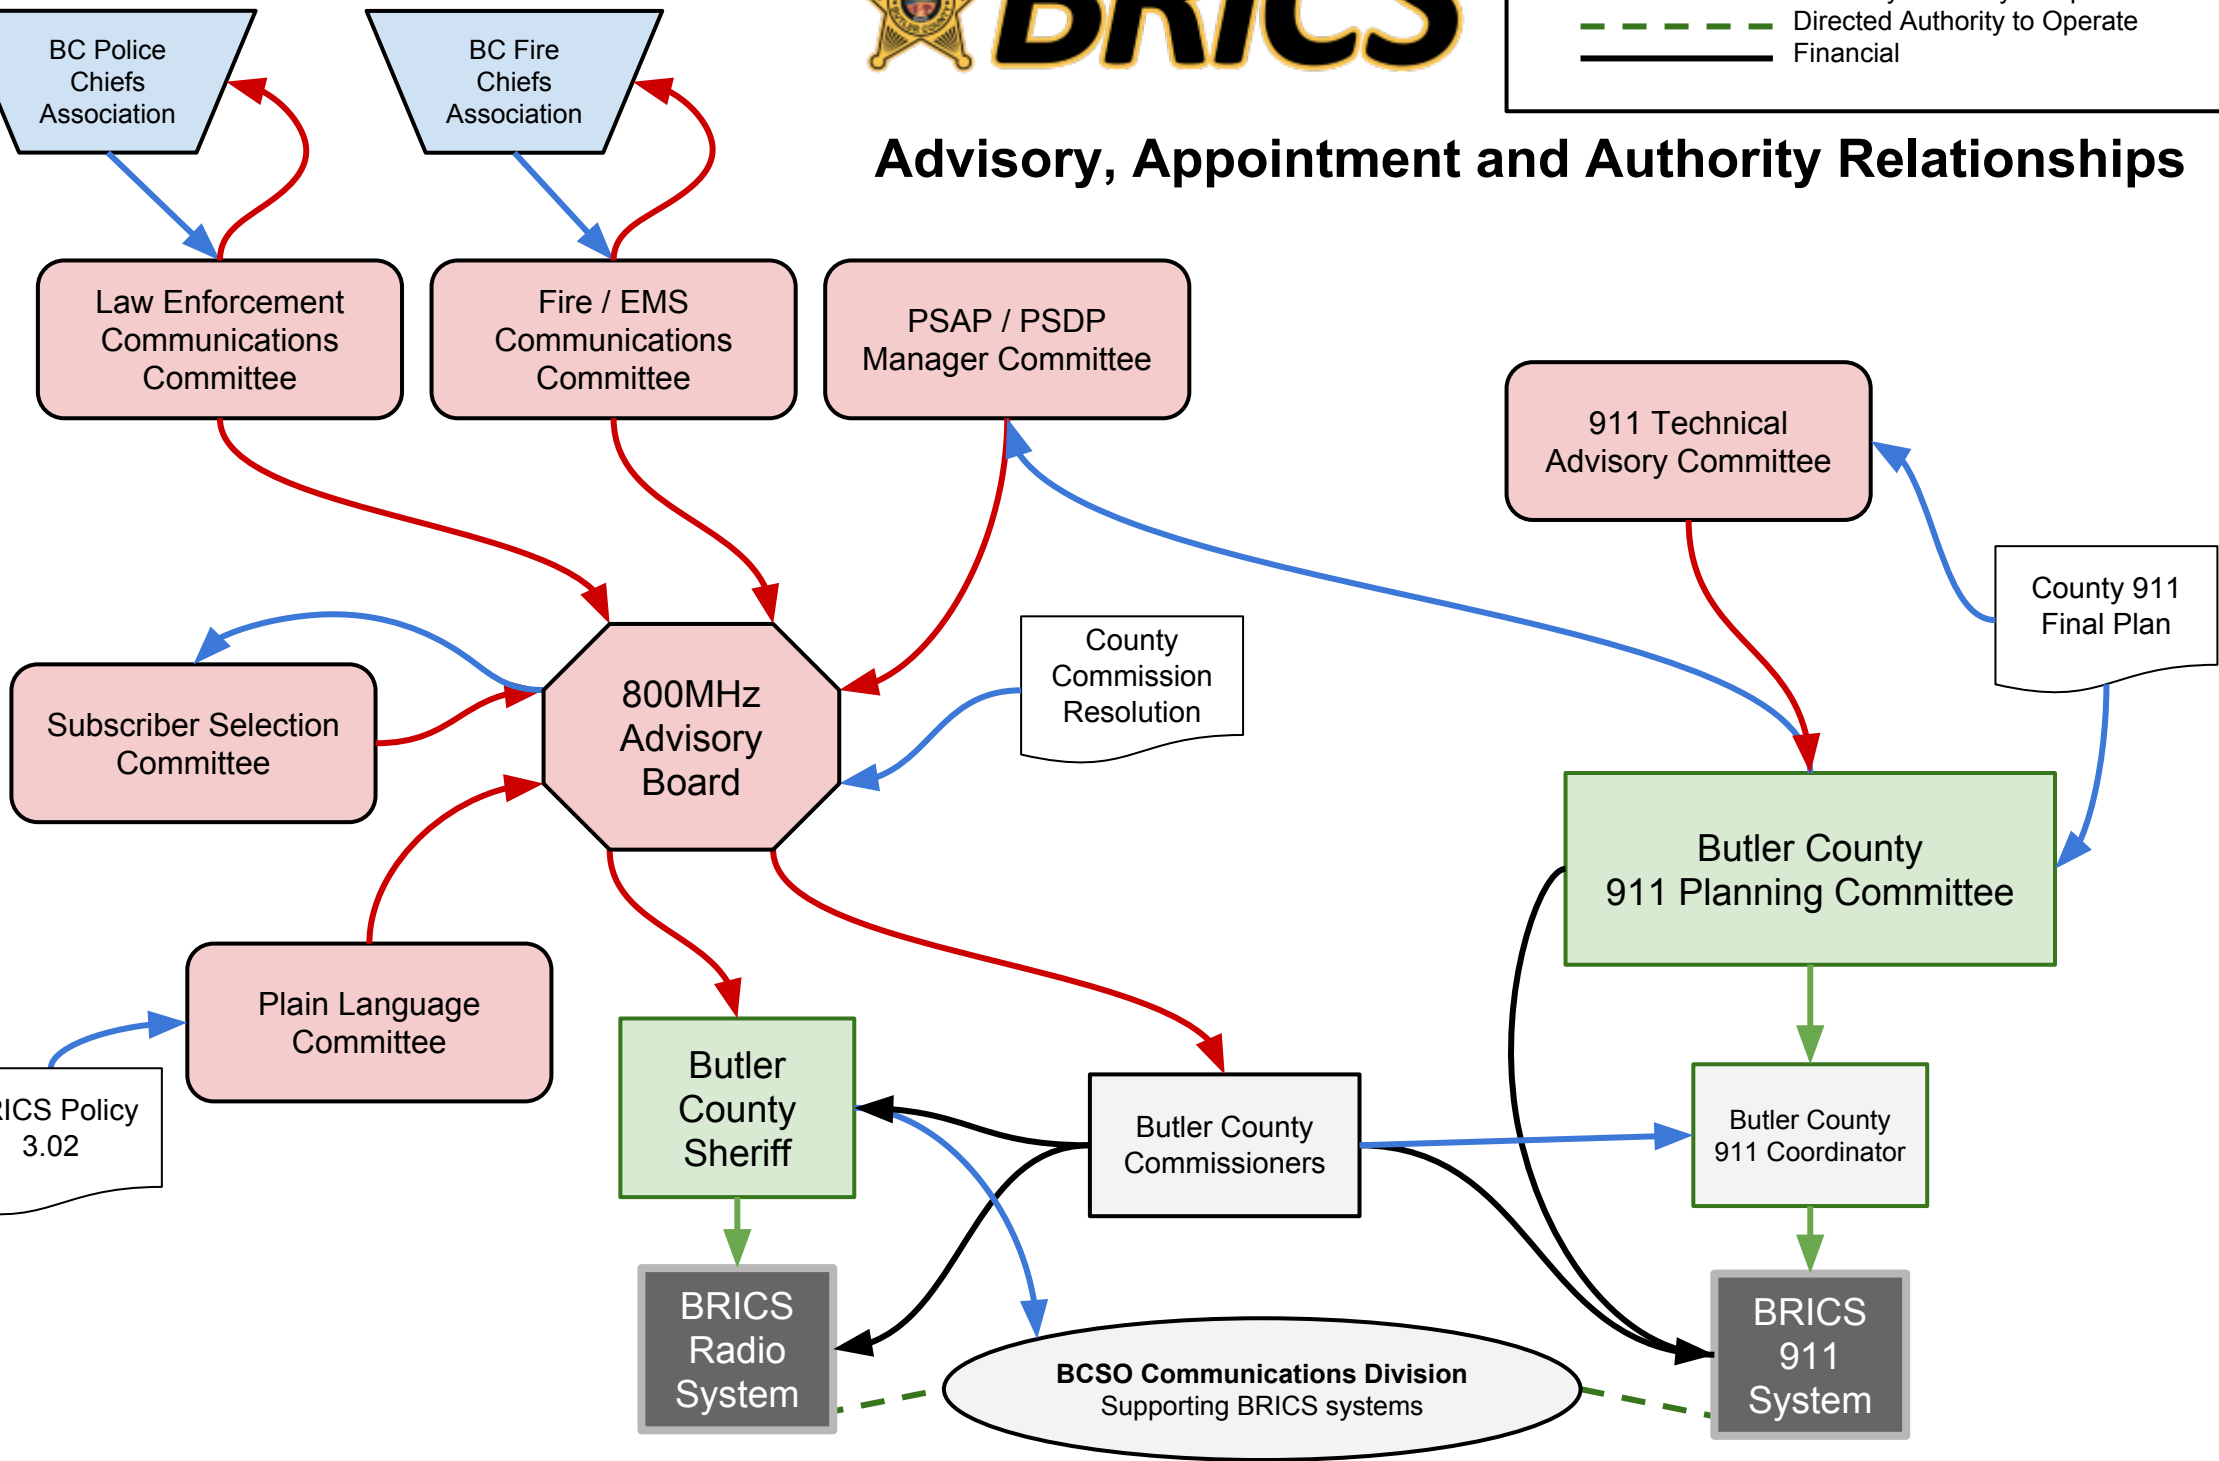 BC Police
Chiefs
Association
BC Fire
Chiefs
Association
BRICS
Directed Authority to Operate
Financial
Advisory, Appointment and Authority Relationships
Law Enforcement
Communications
Committee
Fire / EMS
Communications
Committee
PSAP / PSDP
Manager Committee
911 Technical
Advisory Committee
County 911
Final Plan
County
Commission
Resolution
800MHz
Advisory
Board
Subscriber Selection
Committee
Butler County
911 Planning Committee
Plain Language
Committee
Policy
3.02
Butler
County
Sheriff
Butler County
Commissioners
Butler County
911 Coordinator
BRICS
Radio
System
BCSO Communications Division
Supporting BRICS systems
BRICS
911
System